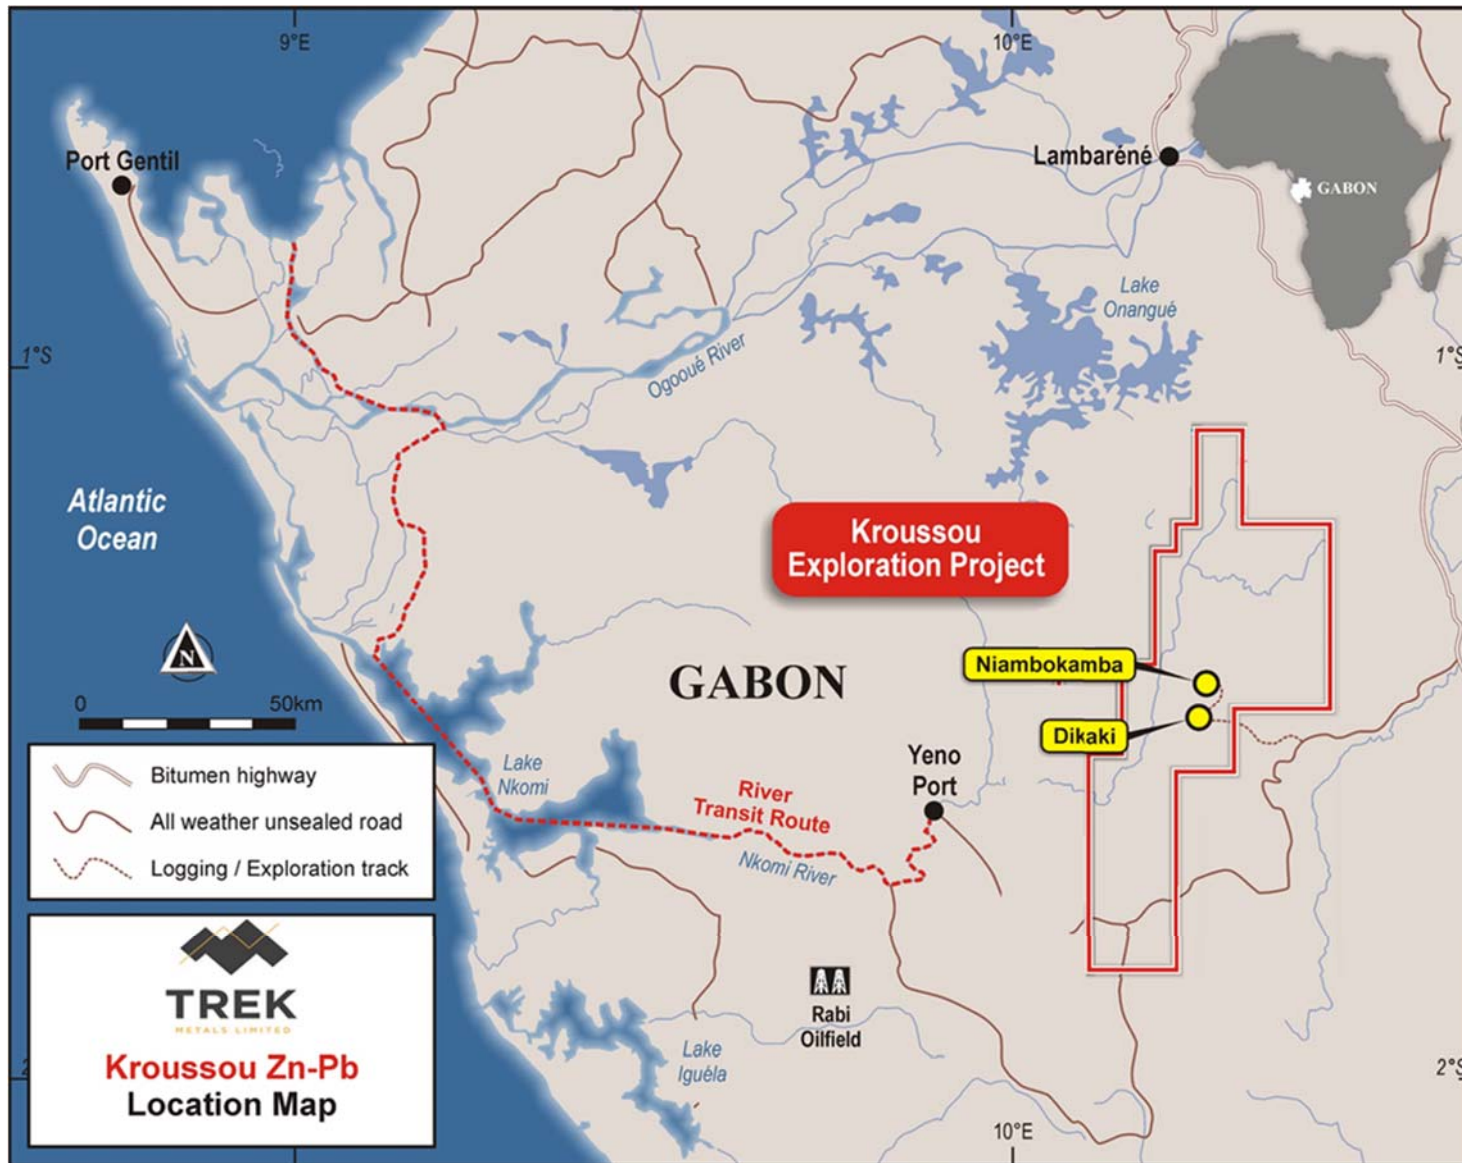 9°E
10°E
Port Gentil
Lambaréné
GABON
Lake
Onangué
1°S
1°S
Ogooué River
Atlantic
Ocean
Kroussou
Exploration Project
N
Niambokamba
GABON
0
50km
Dikaki
Yeno
Port
Lake
Nkomi
River
Transit Route
Nkomi River
Bitumen highway
All weather unsealed road
Logging / Exploration track
TREK
METALS LIMITED
Kroussou Zn-Pb
Location Map
Rabi
Oilfield
Lake
Iguéla
2°S
10°E